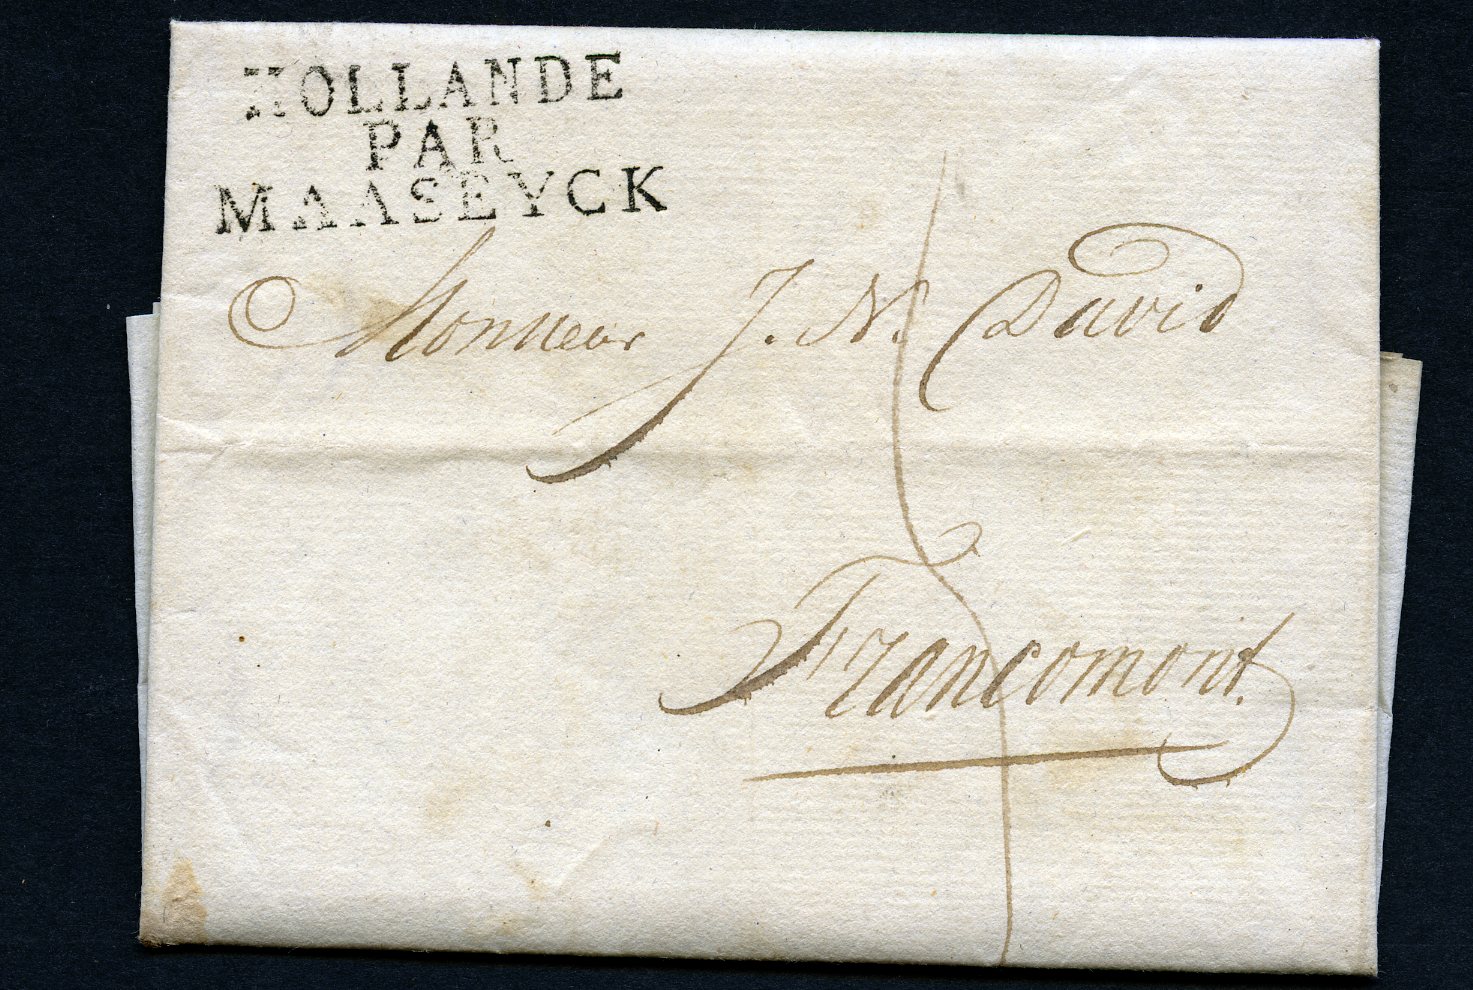 HOLLANDE
PAR
MAASEYCK
Monsieur J. N. David
Francomont.